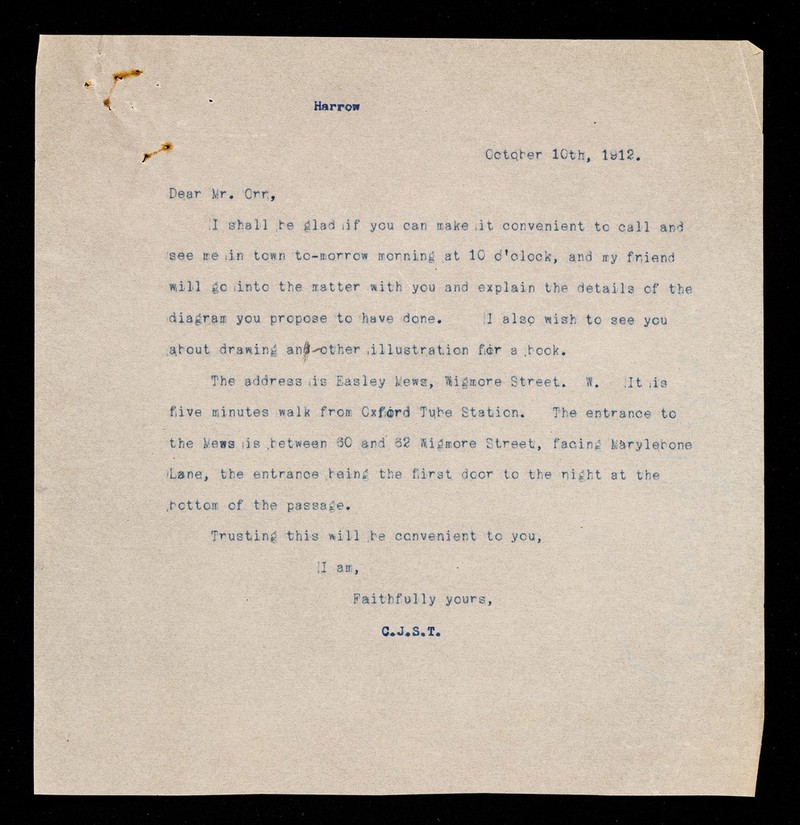 Harrow
October 10th, 1912.
Dear Mr. Orr,
I shall be glad if you can make it convenient to call and
see me in town to-morrow morning at 10 o'clock, and my friend
will go into the matter with you and explain the details of the
diagram you propose to have done. I also wish to see you
about drawing and other illustration for a book.
The address is Easley Mews, Wigmore Street. W. It is
five minutes walk from Oxford Tube Station. The entrance to
the Mews is between 60 and 62 Wigmore Street, facing Marylebone
Lane, the entrance being the first door to the right at the
bottom of the passage.
Trusting this will be convenient to you,
I am,
Faithfully yours,
C.J.S.T.